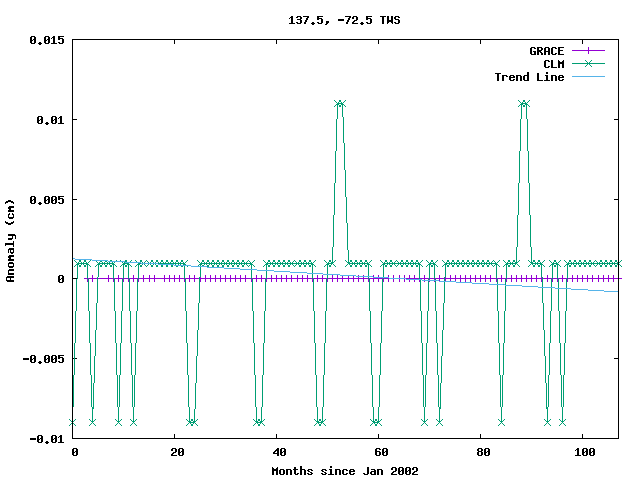 137.5, -72.5 TWS
0.015
0.01
0.005
0
-0.005
-0.01
Anomaly (cm)
GRACE
CLM
Trend Line
0 20 40 60 80 100
Months since Jan 2002